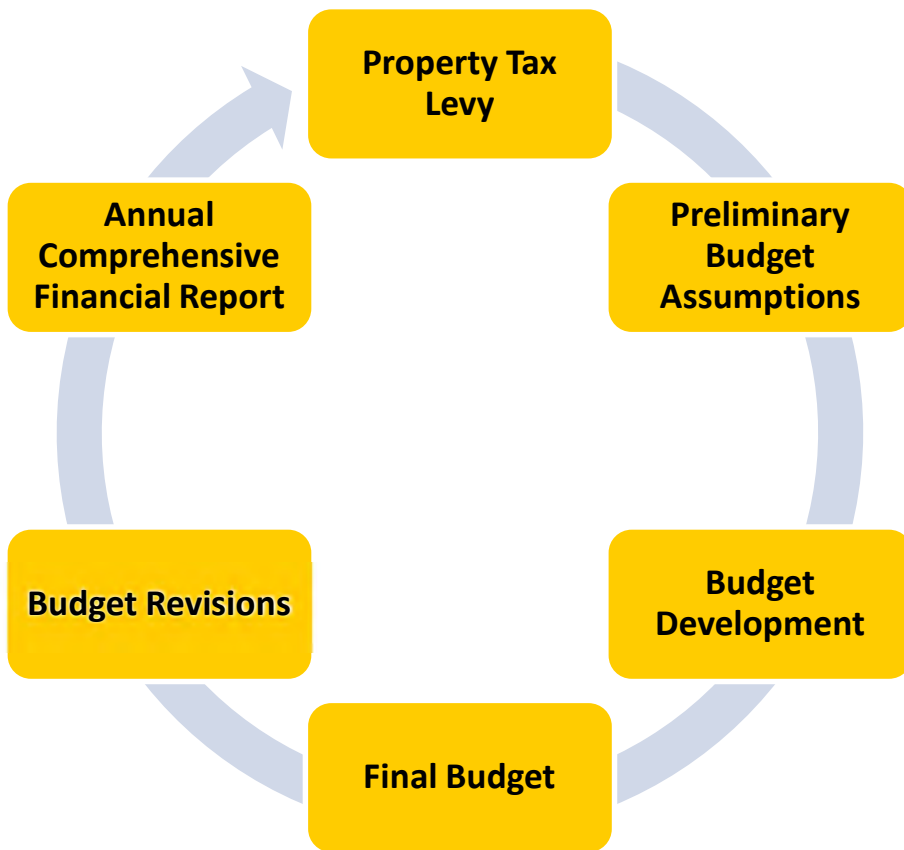 Property Tax
Levy
Preliminary
Budget
Assumptions
Budget
Development
Final Budget
Budget Revisions
Annual
Comprehensive
Financial Report